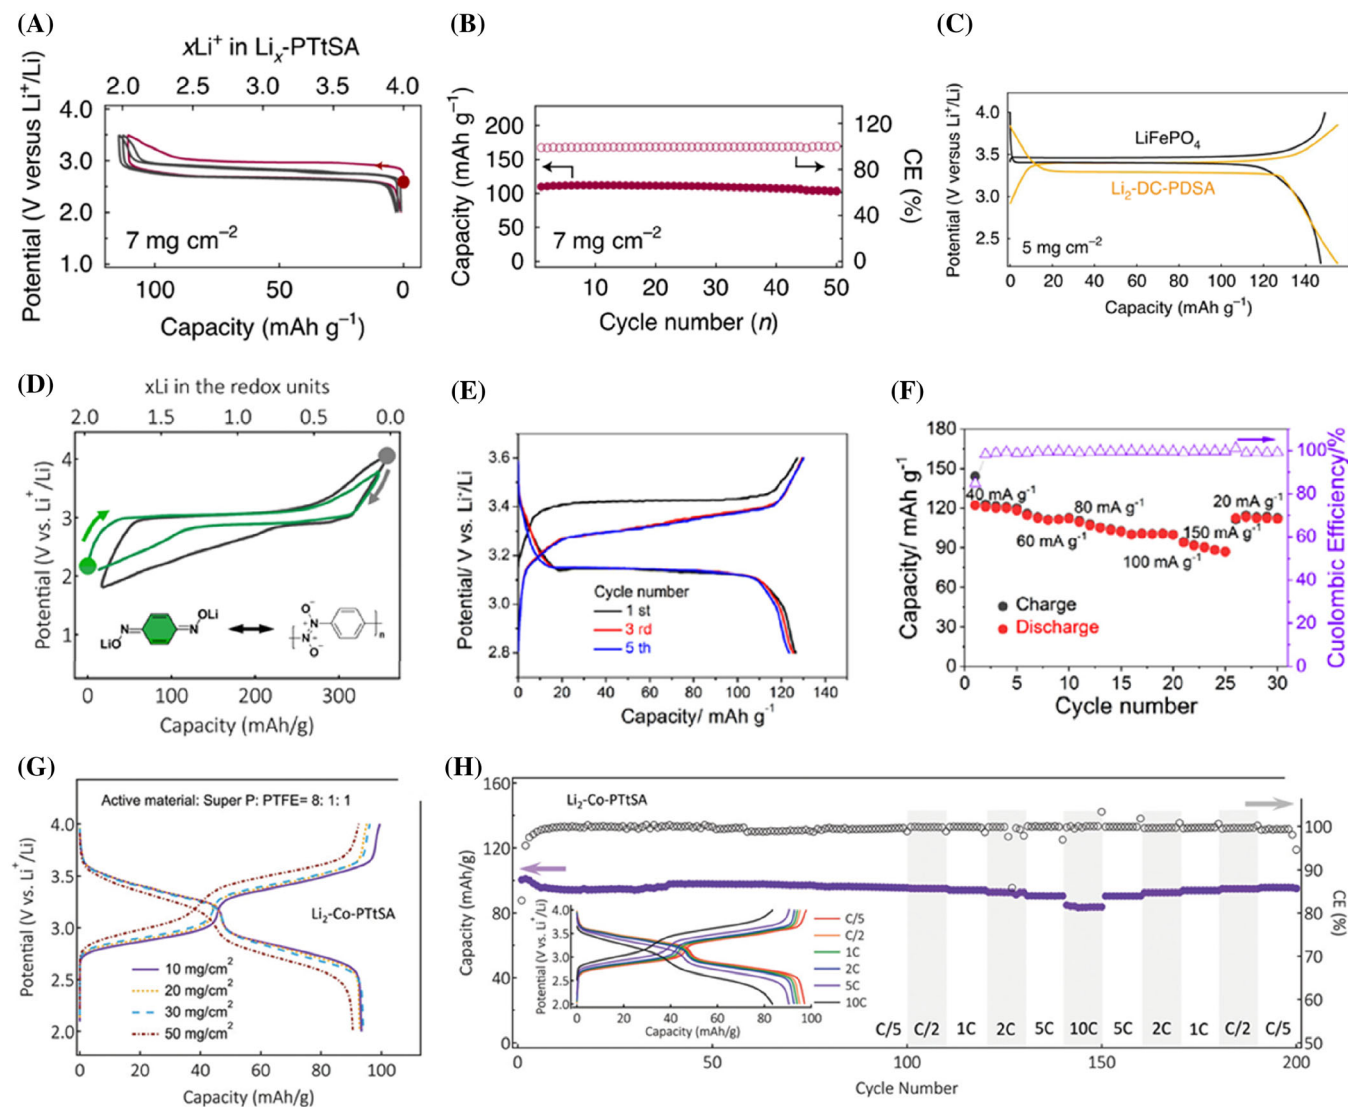 (A)
xLi⁺ in Liₓ-PTtSA
2.0 2.5 3.0 3.5 4.0
Potential (V versus Li⁺/Li)
4.0
3.0
2.0
1.0
7 mg cm⁻²
100 50 0
Capacity (mAh g⁻¹)
(B)
Capacity (mAh g⁻¹)
200
150
100
50
0
120
80
40
0
CE (%)
7 mg cm⁻²
10 20 30 40 50
Cycle number (n)
(C)
Potential (V versus Li⁺/Li)
4.0
3.5
3.0
2.5
LiFePO₄
Li₂-DC-PDSA
5 mg cm⁻²
0 20 40 60 80 100 120 140
Capacity (mAh g⁻¹)
(D)
xLi in the redox units
2.0 1.5 1.0 0.5 0.0
Potential (V vs. Li⁺/Li)
4
3
2
1
LiO N N OLi
O⁻ N⁺ N⁺ O⁻ n
0 100 200 300
Capacity (mAh/g)
(E)
Potential/ V vs. Li⁺/Li
3.6
3.4
3.2
3.0
2.8
Cycle number
1 st
3 rd
5 th
0 20 40 60 80 100 120 140
Capacity/ mAh g⁻¹
(F)
Capacity/ mAh g⁻¹
180
150
120
90
60
30
0
40 mA g⁻¹
60 mA g⁻¹
80 mA g⁻¹
100 mA g⁻¹
150 mA g⁻¹
20 mA g⁻¹
Charge
Discharge
100
80
60
40
20
0
Cuolombic Efficiency/%
0 5 10 15 20 25 30
Cycle number
(G)
Active material: Super P: PTFE= 8: 1: 1
Potential (V vs. Li⁺/Li)
4.0
3.5
3.0
2.5
2.0
Li₂-Co-PTtSA
10 mg/cm²
20 mg/cm²
30 mg/cm²
50 mg/cm²
0 20 40 60 80 100
Capacity (mAh/g)
(H)
Capacity (mAh/g)
160
120
80
40
0
Li₂-Co-PTtSA
Potential (V vs. Li⁺/Li)
4.0
3.5
3.0
2.5
2.0
0 20 40 60 80 100
Capacity (mAh/g)
C/5
C/2
1C
2C
5C
10C
C/5 C/2 1C 2C 5C 10C 5C 2C 1C C/2 C/5
100
90
80
70
60
50
CE (%)
0 50 100 150 200
Cycle Number